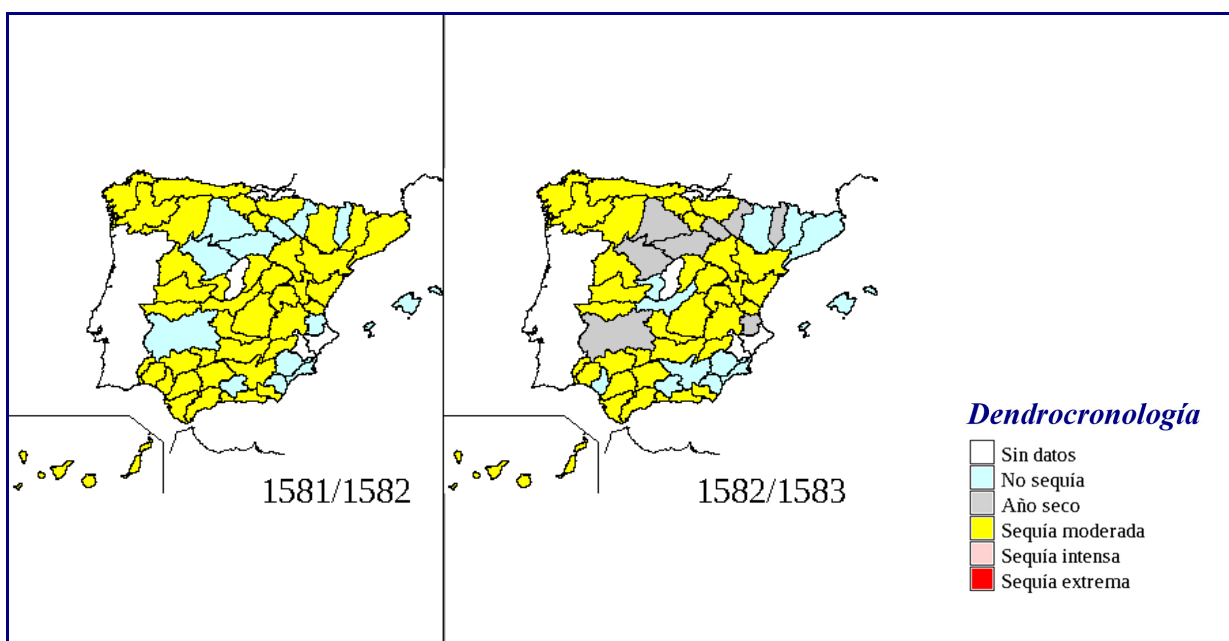 1581/1582
1582/1583
Dendrocronología
Sin datos
No sequía
Año seco
Sequía moderada
Sequía intensa
Sequía extrema